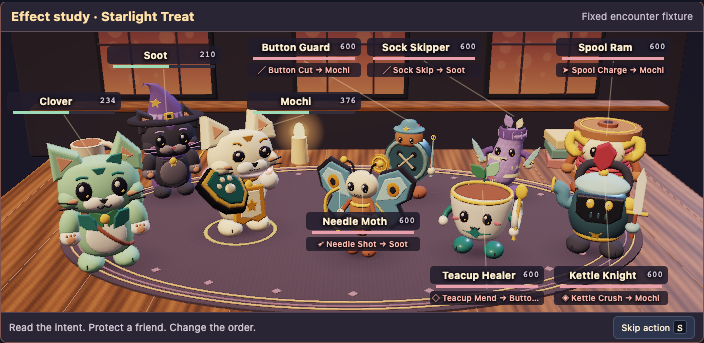 Effect study · Starlight Treat
Fixed encounter fixture
Soot 210
Button Guard 600
Button Cut → Mochi
Sock Skipper 600
Sock Skip → Soot
Spool Ram 600
Spool Charge → Mochi
Clover 234
Mochi 376
Needle Moth 600
Needle Shot → Soot
Teacup Healer 600
Teacup Mend → Butto...
Kettle Knight 600
Kettle Crush → Mochi
Read the intent. Protect a friend. Change the order.
Skip action S